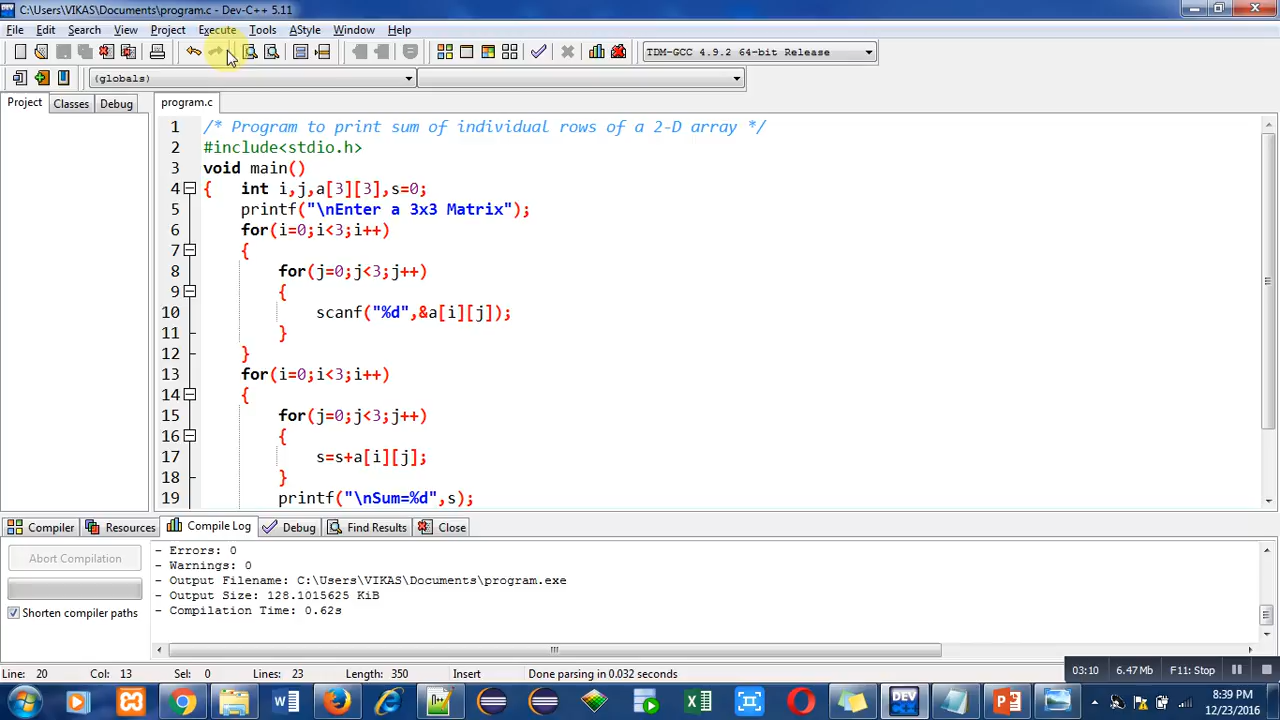 C:\Users\VIKAS\Documents\program.c - Dev-C++ 5.11
File Edit Search View Project Execute Tools AStyle Window Help
TDM-GCC 4.9.2 64-bit Release
(globals)
Project Classes Debug program.c
1 /* Program to print sum of individual rows of a 2-D array */
2 #include<stdio.h>
3 void main()
4 { int i,j,a[3][3],s=0;
5 printf("\nEnter a 3x3 Matrix");
6 for(i=0;i<3;i++)
7 {
8 for(j=0;j<3;j++)
9 {
10 scanf("%d",&a[i][j]);
11 }
12 }
13 for(i=0;i<3;i++)
14 {
15 for(j=0;j<3;j++)
16 {
17 s=s+a[i][j];
18 }
19 printf("\nSum=%d",s);
Compiler Resources Compile Log Debug Find Results Close
Abort Compilation
Shorten compiler paths
- Errors: 0
- Warnings: 0
- Output Filename: C:\Users\VIKAS\Documents\program.exe
- Output Size: 128.1015625 KiB
- Compilation Time: 0.62s
Line: 20 Col: 13 Sel: 0 Lines: 23 Length: 350 Insert Done parsing in 0.032 seconds
03:10 6.47 Mb F11: Stop
DEV
8:39 PM
12/23/2016